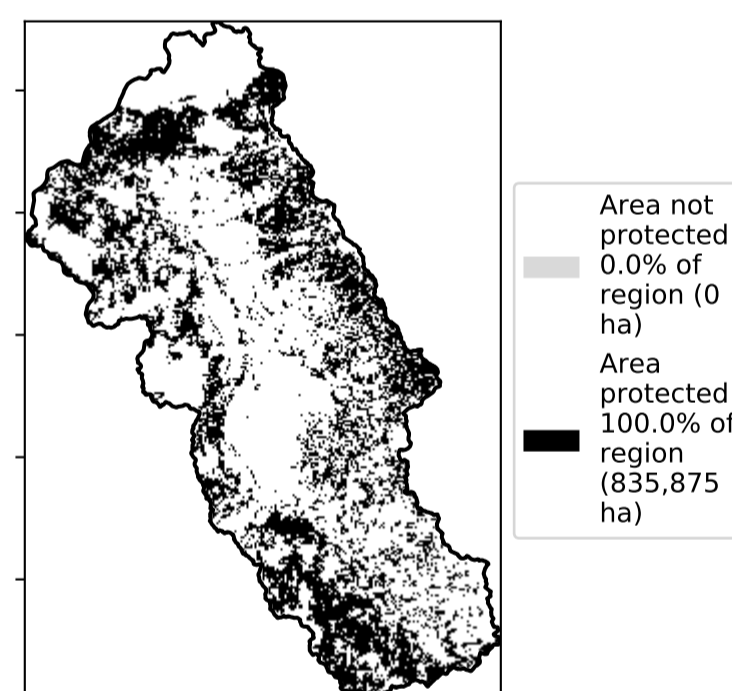 Area not
protected
0.0% of
region (0
ha)
Area
protected
100.0% of
region
(835,875
ha)